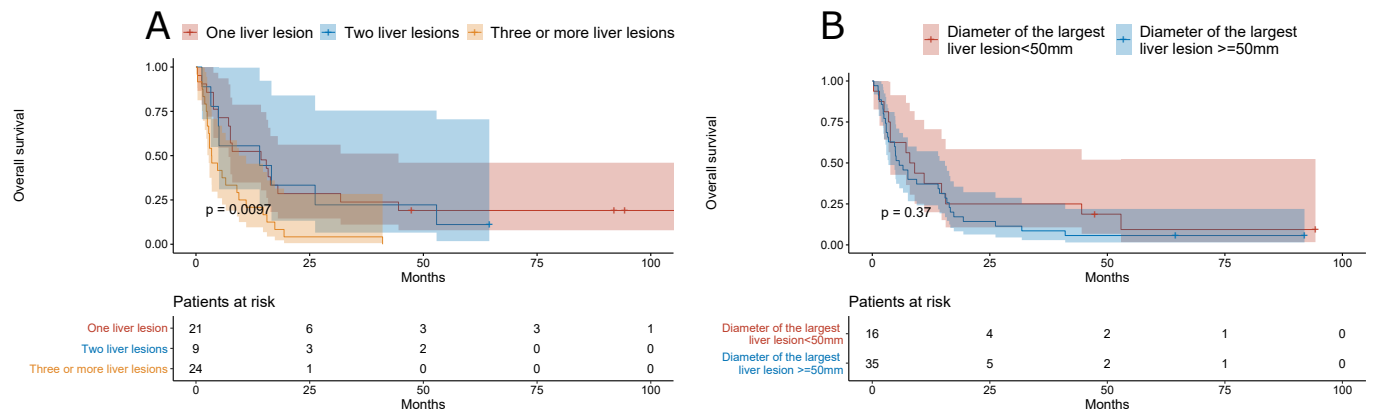 A
One liver lesion Two liver lesions Three or more liver lesions
Overall survival
1.00
0.75
0.50
0.25
0.00
p = 0.0097
0 25 50 75 100
Months
Patients at risk
One liver lesion 21 6 3 3 1
Two liver lesions 9 3 2 0 0
Three or more liver lesions 24 1 0 0 0
0 25 50 75 100
Months
B
Diameter of the largest
liver lesion<50mm
Diameter of the largest
liver lesion >=50mm
Overall survival
1.00
0.75
0.50
0.25
0.00
p = 0.37
0 25 50 75 100
Months
Patients at risk
Diameter of the largest
liver lesion<50mm
16 4 2 1 0
Diameter of the largest
liver lesion >=50mm
35 5 2 1 0
0 25 50 75 100
Months